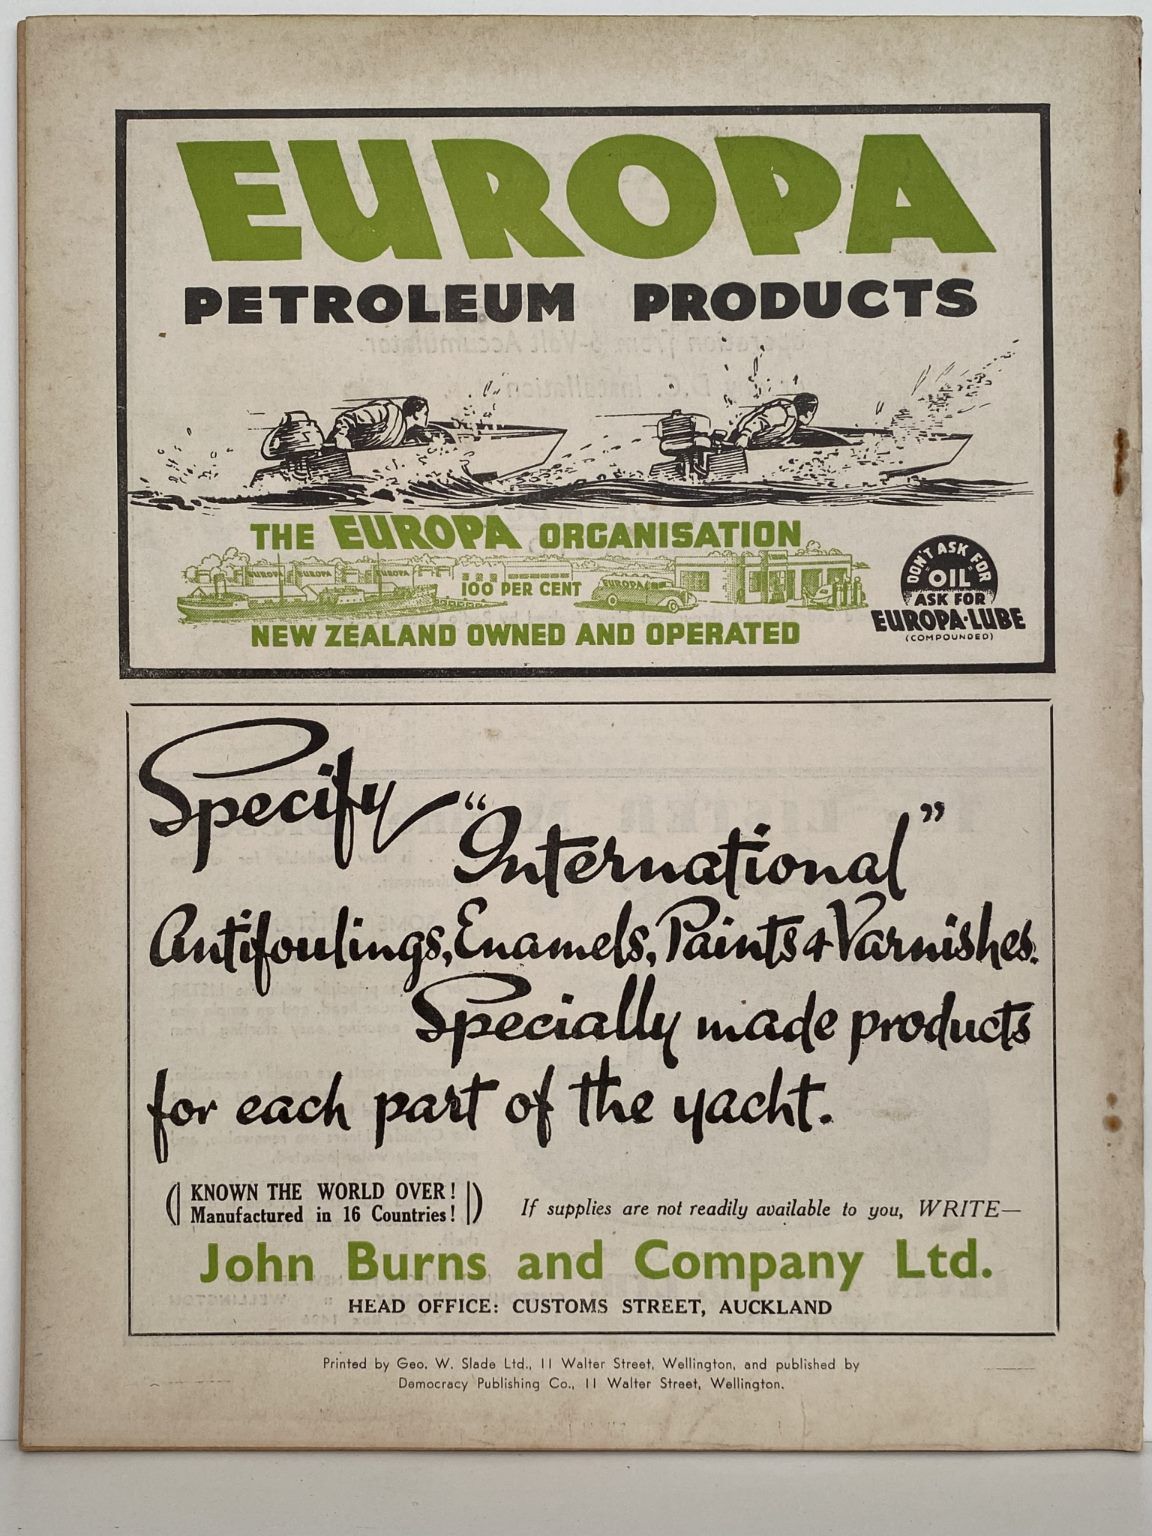 EUROPA
PETROLEUM PRODUCTS
THE EUROPA ORGANISATION
EUROPA EUROPA EUROPA
100 PER CENT
EUROPA
NEW ZEALAND OWNED AND OPERATED
DON'T ASK FOR
"OIL"
ASK FOR
EUROPA-LUBE
(COMPOUNDED)
Specify "International"
Antifoulings, Enamels, Paints & Varnishes.
Specially made products
for each part of the yacht.
KNOWN THE WORLD OVER!
Manufactured in 16 Countries!
If supplies are not readily available to you, WRITE—
John Burns and Company Ltd.
HEAD OFFICE: CUSTOMS STREET, AUCKLAND
Printed by Geo. W. Slade Ltd., 11 Walter Street, Wellington, and published by
Democracy Publishing Co., 11 Walter Street, Wellington.